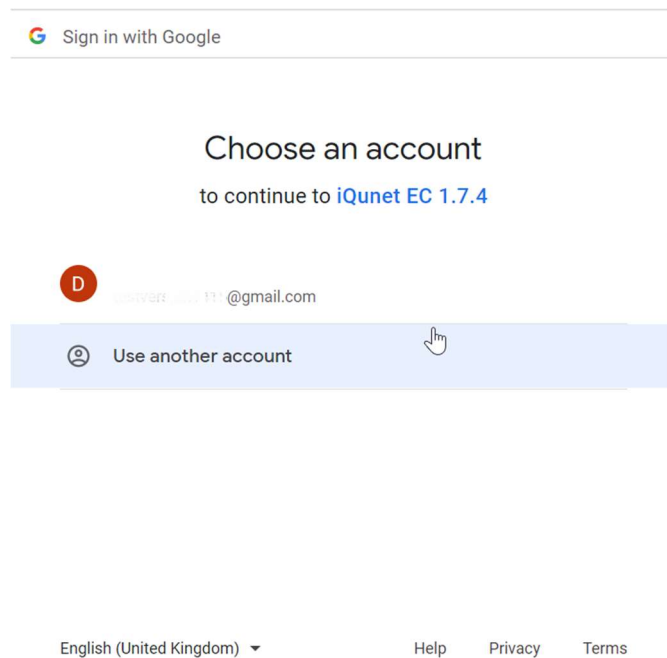 Sign in with Google
Choose an account
to continue to iQunet EC 1.7.4
D
@gmail.com
Use another account
English (United Kingdom)
Help Privacy Terms